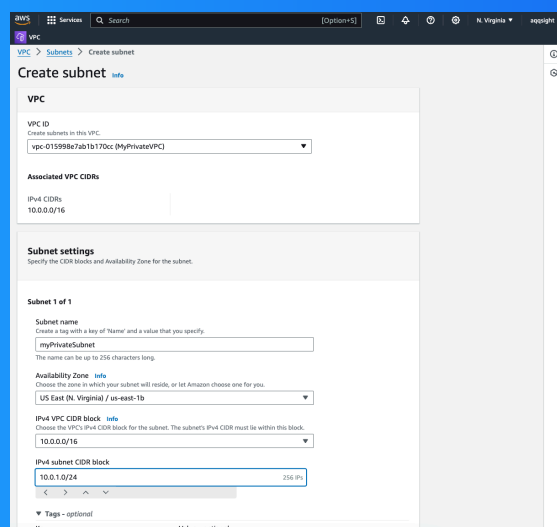 aws Services Search [Option+S] N. Virginia ▼ aqqsight
VPC
VPC > Subnets > Create subnet
Create subnet Info
VPC
VPC ID
Create subnets in this VPC.
vpc-015998e7ab1b170cc (MyPrivateVPC)
Associated VPC CIDRs
IPv4 CIDRs
10.0.0.0/16
Subnet settings
Specify the CIDR blocks and Availability Zone for the subnet.
Subnet 1 of 1
Subnet name
Create a tag with a key of 'Name' and a value that you specify.
myPrivateSubnet
The name can be up to 256 characters long.
Availability Zone Info
Choose the zone in which your subnet will reside, or let Amazon choose one for you.
US East (N. Virginia) / us-east-1b
IPv4 VPC CIDR block Info
Choose the VPC's IPv4 CIDR block for the subnet. The subnet's IPv4 CIDR must lie within this block.
10.0.0.0/16
IPv4 subnet CIDR block
10.0.1.0/24 256 IPs
▼ Tags - optional